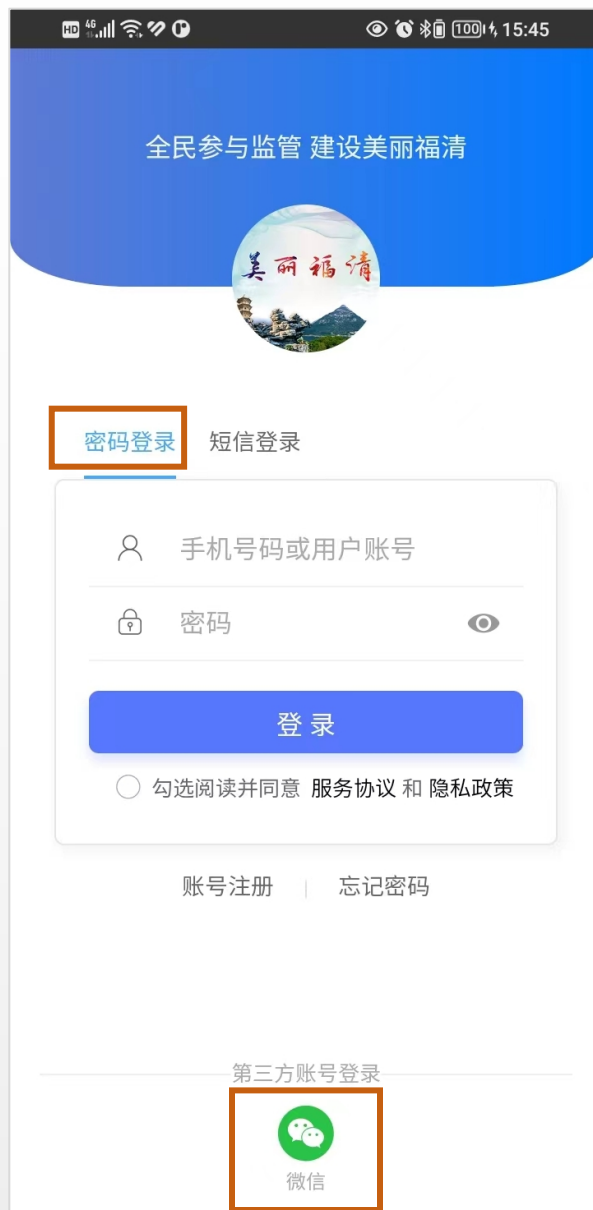 HD 4G 100 15:45
全民参与监管 建设美丽福清
美丽福清
密码登录 短信登录
手机号码或用户账号
密码
登录
勾选阅读并同意 服务协议 和 隐私政策
账号注册 忘记密码
第三方账号登录
微信